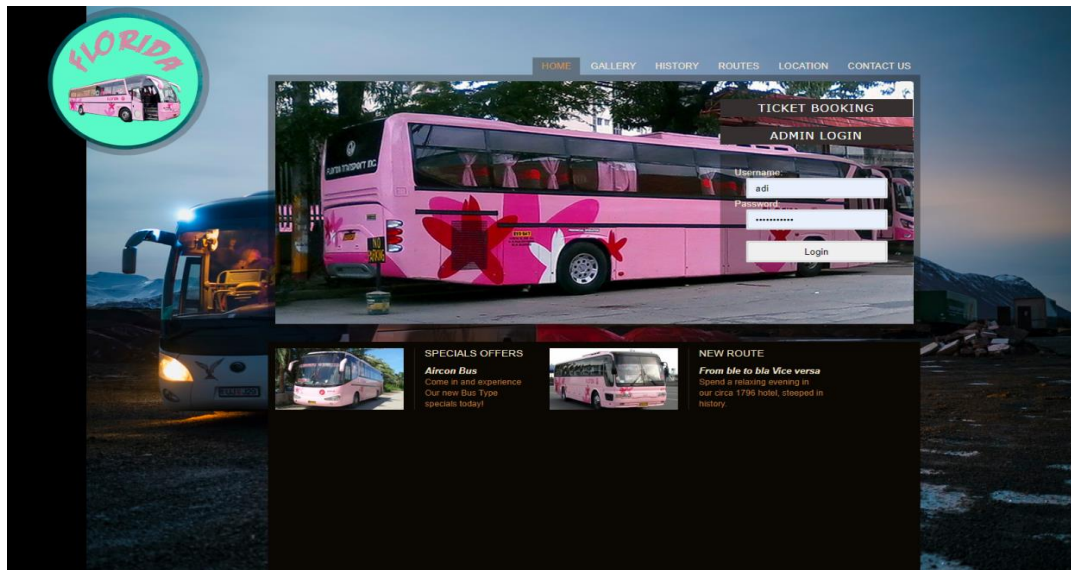 FLORIDA
HOME GALLERY HISTORY ROUTES LOCATION CONTACT US
TICKET BOOKING
ADMIN LOGIN
Username:
adi
Password:
Login
NO
SPECIALS OFFERS
Aircon Bus
Come in and experience
Our new Bus Type
specials today!
NEW ROUTE
From ble to bla Vice versa
Spend a relaxing evening in
our circa 1796 hotel, steeped in
history.